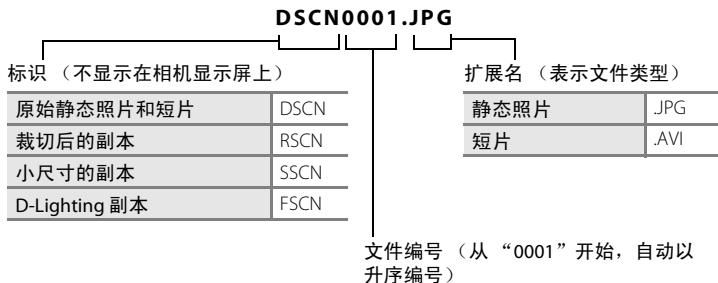 DSCN0001.JPG
标识 （不显示在相机显示屏上）
原始静态照片和短片 DSCN
裁切后的副本 RSCN
小尺寸的副本 SSCN
D-Lighting 副本 FSCN
扩展名 （表示文件类型）
静态照片 .JPG
短片 .AVI
文件编号 （从 “0001”开始，自动以
升序编号）